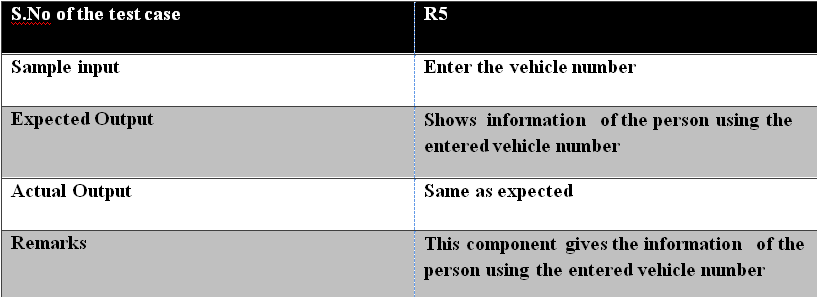 S.No of the test case R5
Sample input Enter the vehicle number
Expected Output Shows information of the person using the
entered vehicle number
Actual Output Same as expected
Remarks This component gives the information of the
person using the entered vehicle number